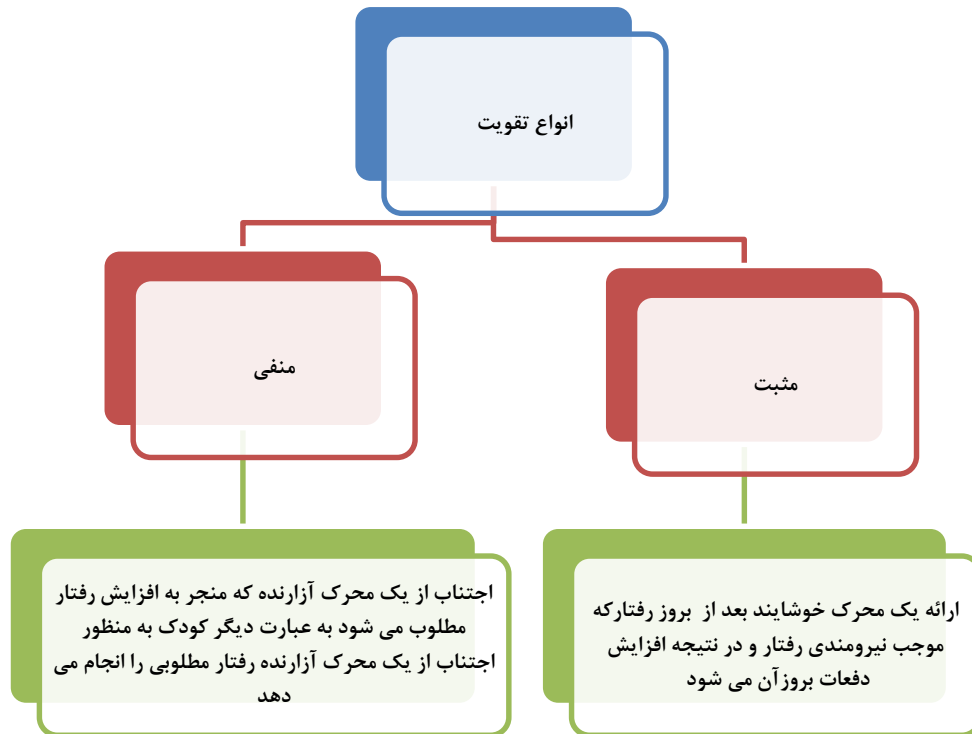 انواع تقویت
مثبت
منفی
ارائه یک محرک خوشایند بعد از بروز رفتارکه
موجب نیرومندی رفتار و در نتیجه افزایش
دفعات بروزآن می شود
اجتناب از یک محرک آزارنده که منجر به افزایش رفتار
مطلوب می شود به عبارت دیگر کودک به منظور
اجتناب از یک محرک آزارنده رفتار مطلوبی را انجام می
دهد